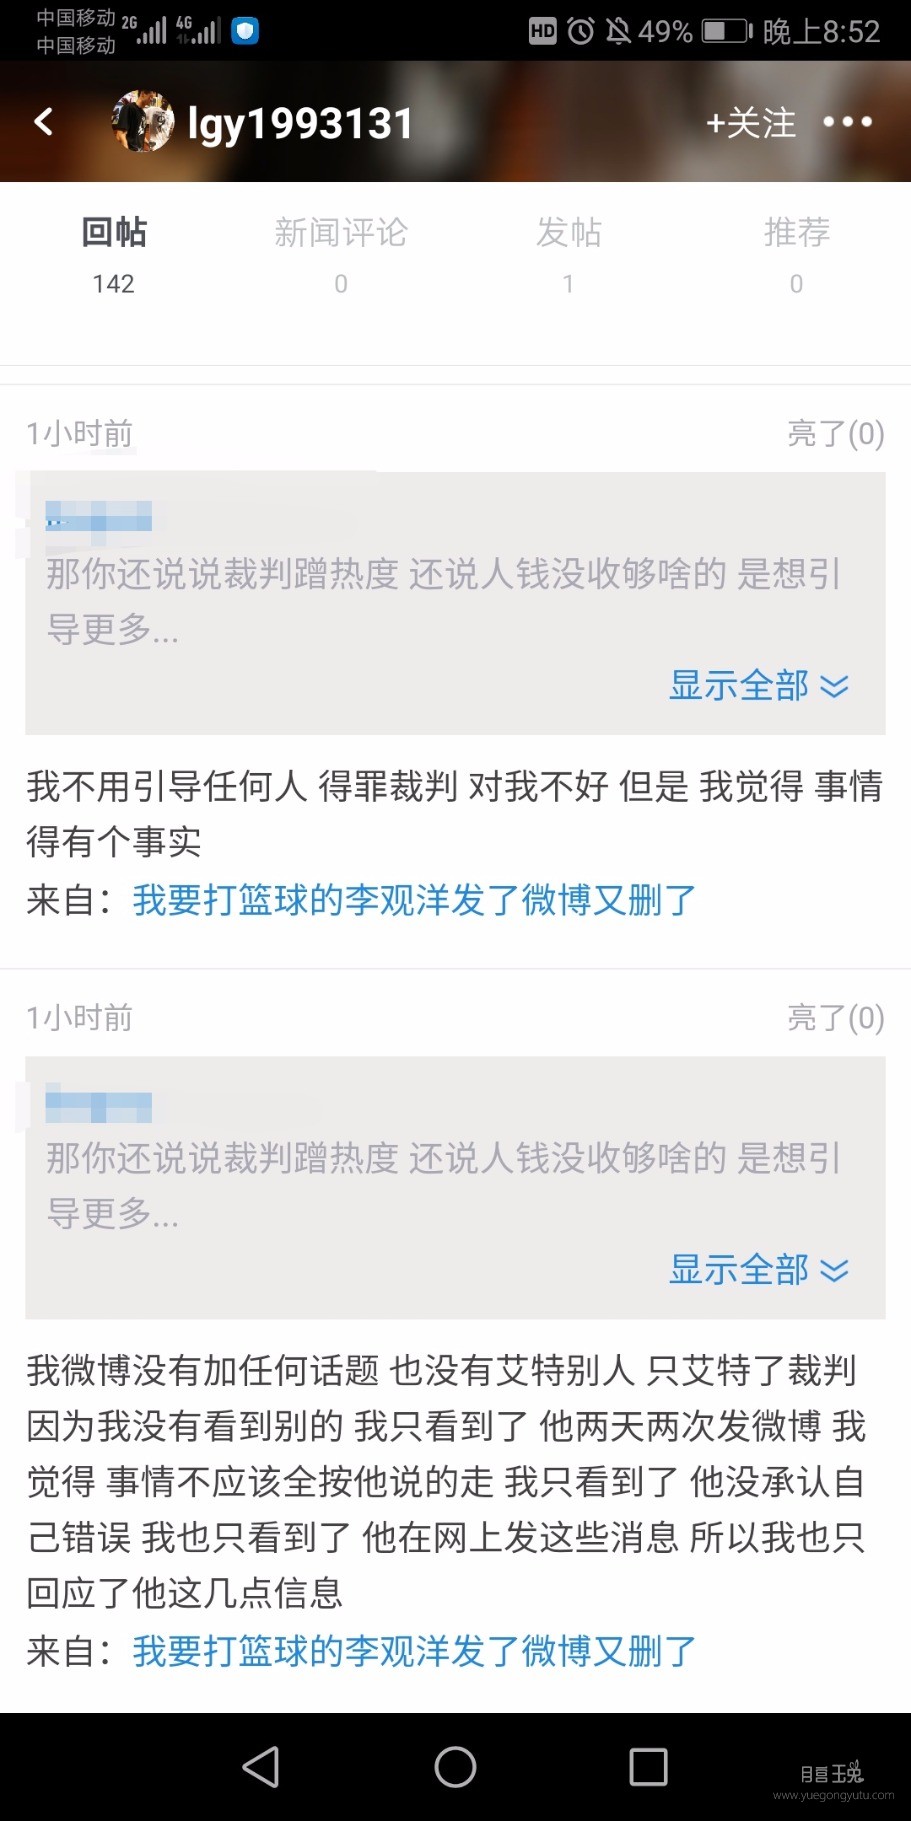 中国移动 2G 4G HD 49% 晚上8:52
中国移动
lgy1993131 +关注
回帖 新闻评论 发帖 推荐
142 0 1 0
1小时前 亮了(0)
那你还说说裁判蹭热度 还说人钱没收够啥的 是想引
导更多...
显示全部
我不用引导任何人 得罪裁判 对我不好 但是 我觉得 事情
得有个事实
来自：我要打篮球的李观洋发了微博又删了
1小时前 亮了(0)
那你还说说裁判蹭热度 还说人钱没收够啥的 是想引
导更多...
显示全部
我微博没有加任何话题 也没有艾特别人 只艾特了裁判
因为我没有看到别的 我只看到了 他两天两次发微博 我
觉得 事情不应该全按他说的走 我只看到了 他没承认自
己错误 我也只看到了 他在网上发这些消息 所以我也只
回应了他这几点信息
来自：我要打篮球的李观洋发了微博又删了
www.yuegongyutu.com